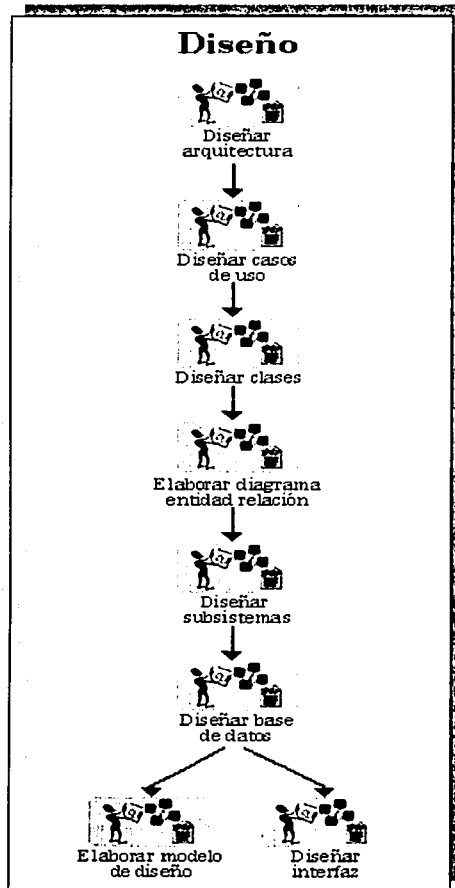 Diseño
Diseñar
arquitectura
Diseñar casos
de uso
Diseñar clases
Elaborar diagrama
entidad relación
Diseñar
subsistemas
Diseñar base
de datos
Elaborar modelo
de diseño
Diseñar
interfaz